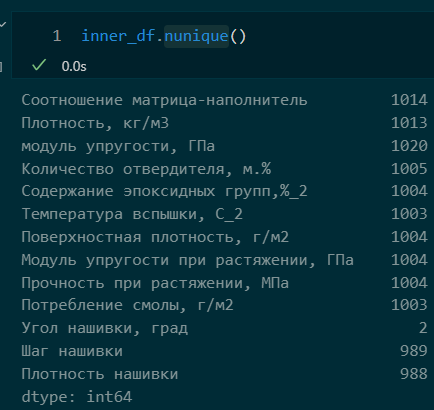 1 inner_df.nunique()
0.0s
Соотношение матрица-наполнитель 1014
Плотность, кг/м3 1013
модуль упругости, ГПа 1020
Количество отвердителя, м.% 1005
Содержание эпоксидных групп,%_2 1004
Температура вспышки, С_2 1003
Поверхностная плотность, г/м2 1004
Модуль упругости при растяжении, ГПа 1004
Прочность при растяжении, МПа 1004
Потребление смолы, г/м2 1003
Угол нашивки, град 2
Шаг нашивки 989
Плотность нашивки 988
dtype: int64